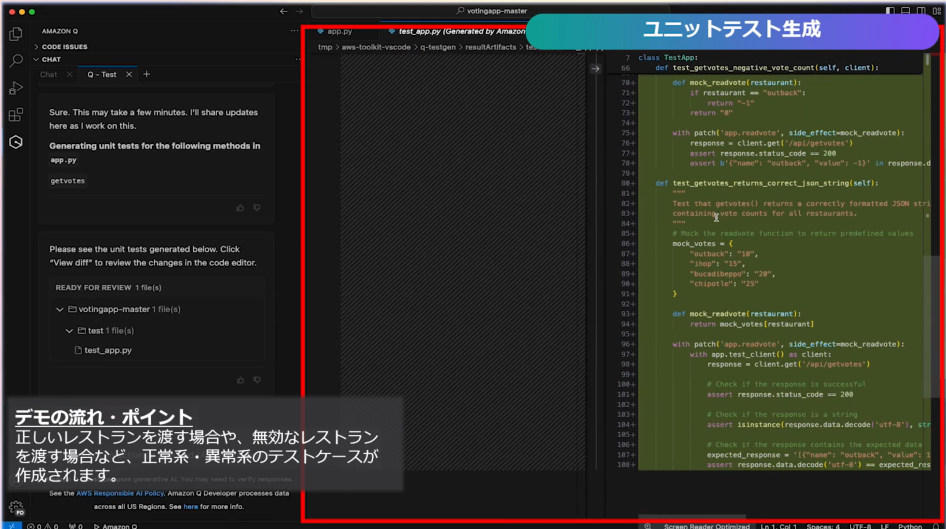 votingapp-master
ユニットテスト生成
AMAZON Q
CODE ISSUES
CHAT
Chat
Q - Test
Sure. This may take a few minutes. I'll share updates
here as I work on this.
Generating unit tests for the following methods in
app.py
getvotes
Please see the unit tests generated below. Click
“View diff” to review the changes in the code editor.
READY FOR REVIEW 1 file(s)
votingapp-master 1 file(s)
test 1 file(s)
test_app.py
デモの流れ・ポイント
正しいレストランを渡す場合や、無効なレストラン
を渡す場合など、正常系・異常系のテストケースが
作成されます。
See the AWS Responsible AI Policy. Amazon Q Developer processes data
across all US Regions. See here for more info.
app.py
test_app.py (Generated by Amazon
tmp > aws-toolkit-vscode > q-testgen > resultArtifacts > tes
7 class TestApp:
66 def test_getvotes_negative_vote_count(self, client):
70+ def mock_readvote(restaurant):
71+ if restaurant == "outback":
72+ return "-1"
73+ return "0"
74+
75+ with patch('app.readvote', side_effect=mock_readvote):
76+ response = client.get('/api/getvotes')
77+ assert response.status_code == 200
78+ assert b'{"name": "outback", "value": -1}' in response.d
79+
80+ def test_getvotes_returns_correct_json_string(self):
81+ """
82+ Test that getvotes() returns a correctly formatted JSON stri
83+ containing vote counts for all restaurants.
84+ """
85+ # Mock the readvote function to return predefined values
86+ mock_votes = {
87+ "outback": "10",
88+ "ihop": "15",
89+ "bucadibeppo": "20",
90+ "chipotle": "25"
91+ }
92+
93+ def mock_readvote(restaurant):
94+ return mock_votes[restaurant]
95+
96+ with patch('app.readvote', side_effect=mock_readvote):
97+ with app.test_client() as client:
98+ response = client.get('/api/getvotes')
99+
100+ # Check if the response is successful
101+ assert response.status_code == 200
102+
103+ # Check if the response is a string
104+ assert isinstance(response.data.decode('utf-8'), str
105+
106+ # Check if the response contains the expected data
107+ expected_response = '[{"name": "outback", "value": 1
108+ assert response.data.decode('utf-8') == expected_res
0 0 0 Amazon Q
Screen Reader Optimized Ln 1, Col 1 Spaces: 4 UTF-8 LF Python